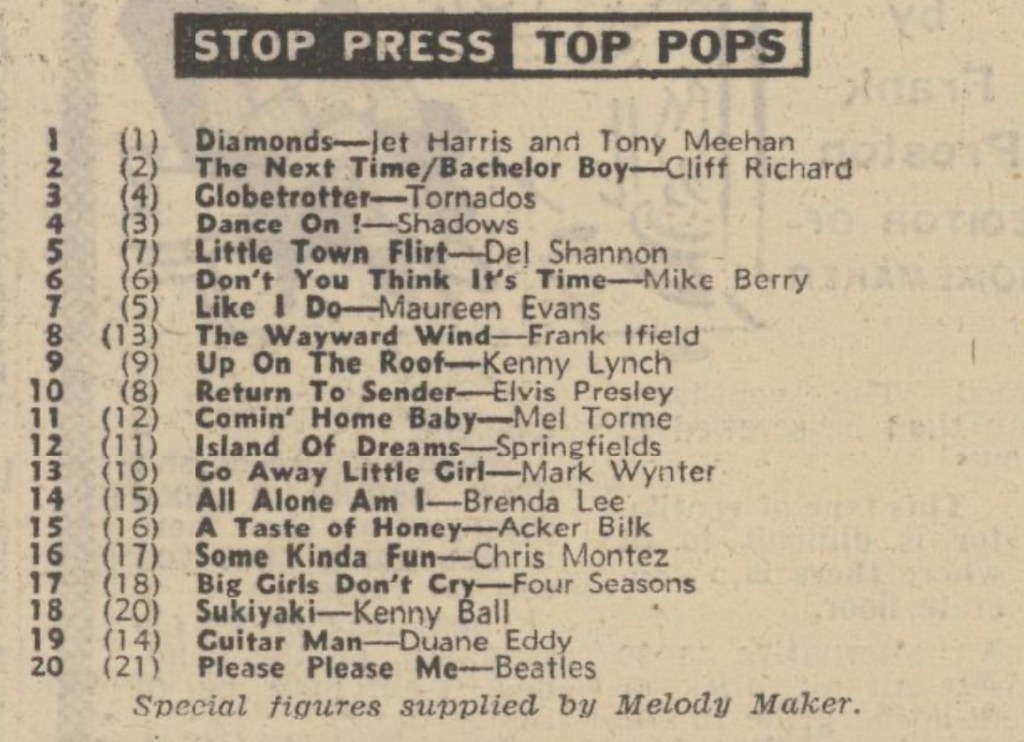 STOP PRESS TOP POPS
1 (1) Diamonds—Jet Harris and Tony Meehan
2 (2) The Next Time/Bachelor Boy—Cliff Richard
3 (4) Globetrotter—Tornados
4 (3) Dance On !—Shadows
5 (7) Little Town Flirt—Del Shannon
6 (6) Don't You Think It's Time—Mike Berry
7 (5) Like I Do—Maureen Evans
8 (13) The Wayward Wind—Frank Ifield
9 (9) Up On The Roof—Kenny Lynch
10 (8) Return To Sender—Elvis Presley
11 (12) Comin' Home Baby—Mel Torme
12 (11) Island Of Dreams—Springfields
13 (10) Go Away Little Girl—Mark Wynter
14 (15) All Alone Am I—Brenda Lee
15 (16) A Taste of Honey—Acker Bilk
16 (17) Some Kinda Fun—Chris Montez
17 (18) Big Girls Don't Cry—Four Seasons
18 (20) Sukiyaki—Kenny Ball
19 (14) Guitar Man—Duane Eddy
20 (21) Please Please Me—Beatles
Special figures supplied by Melody Maker.